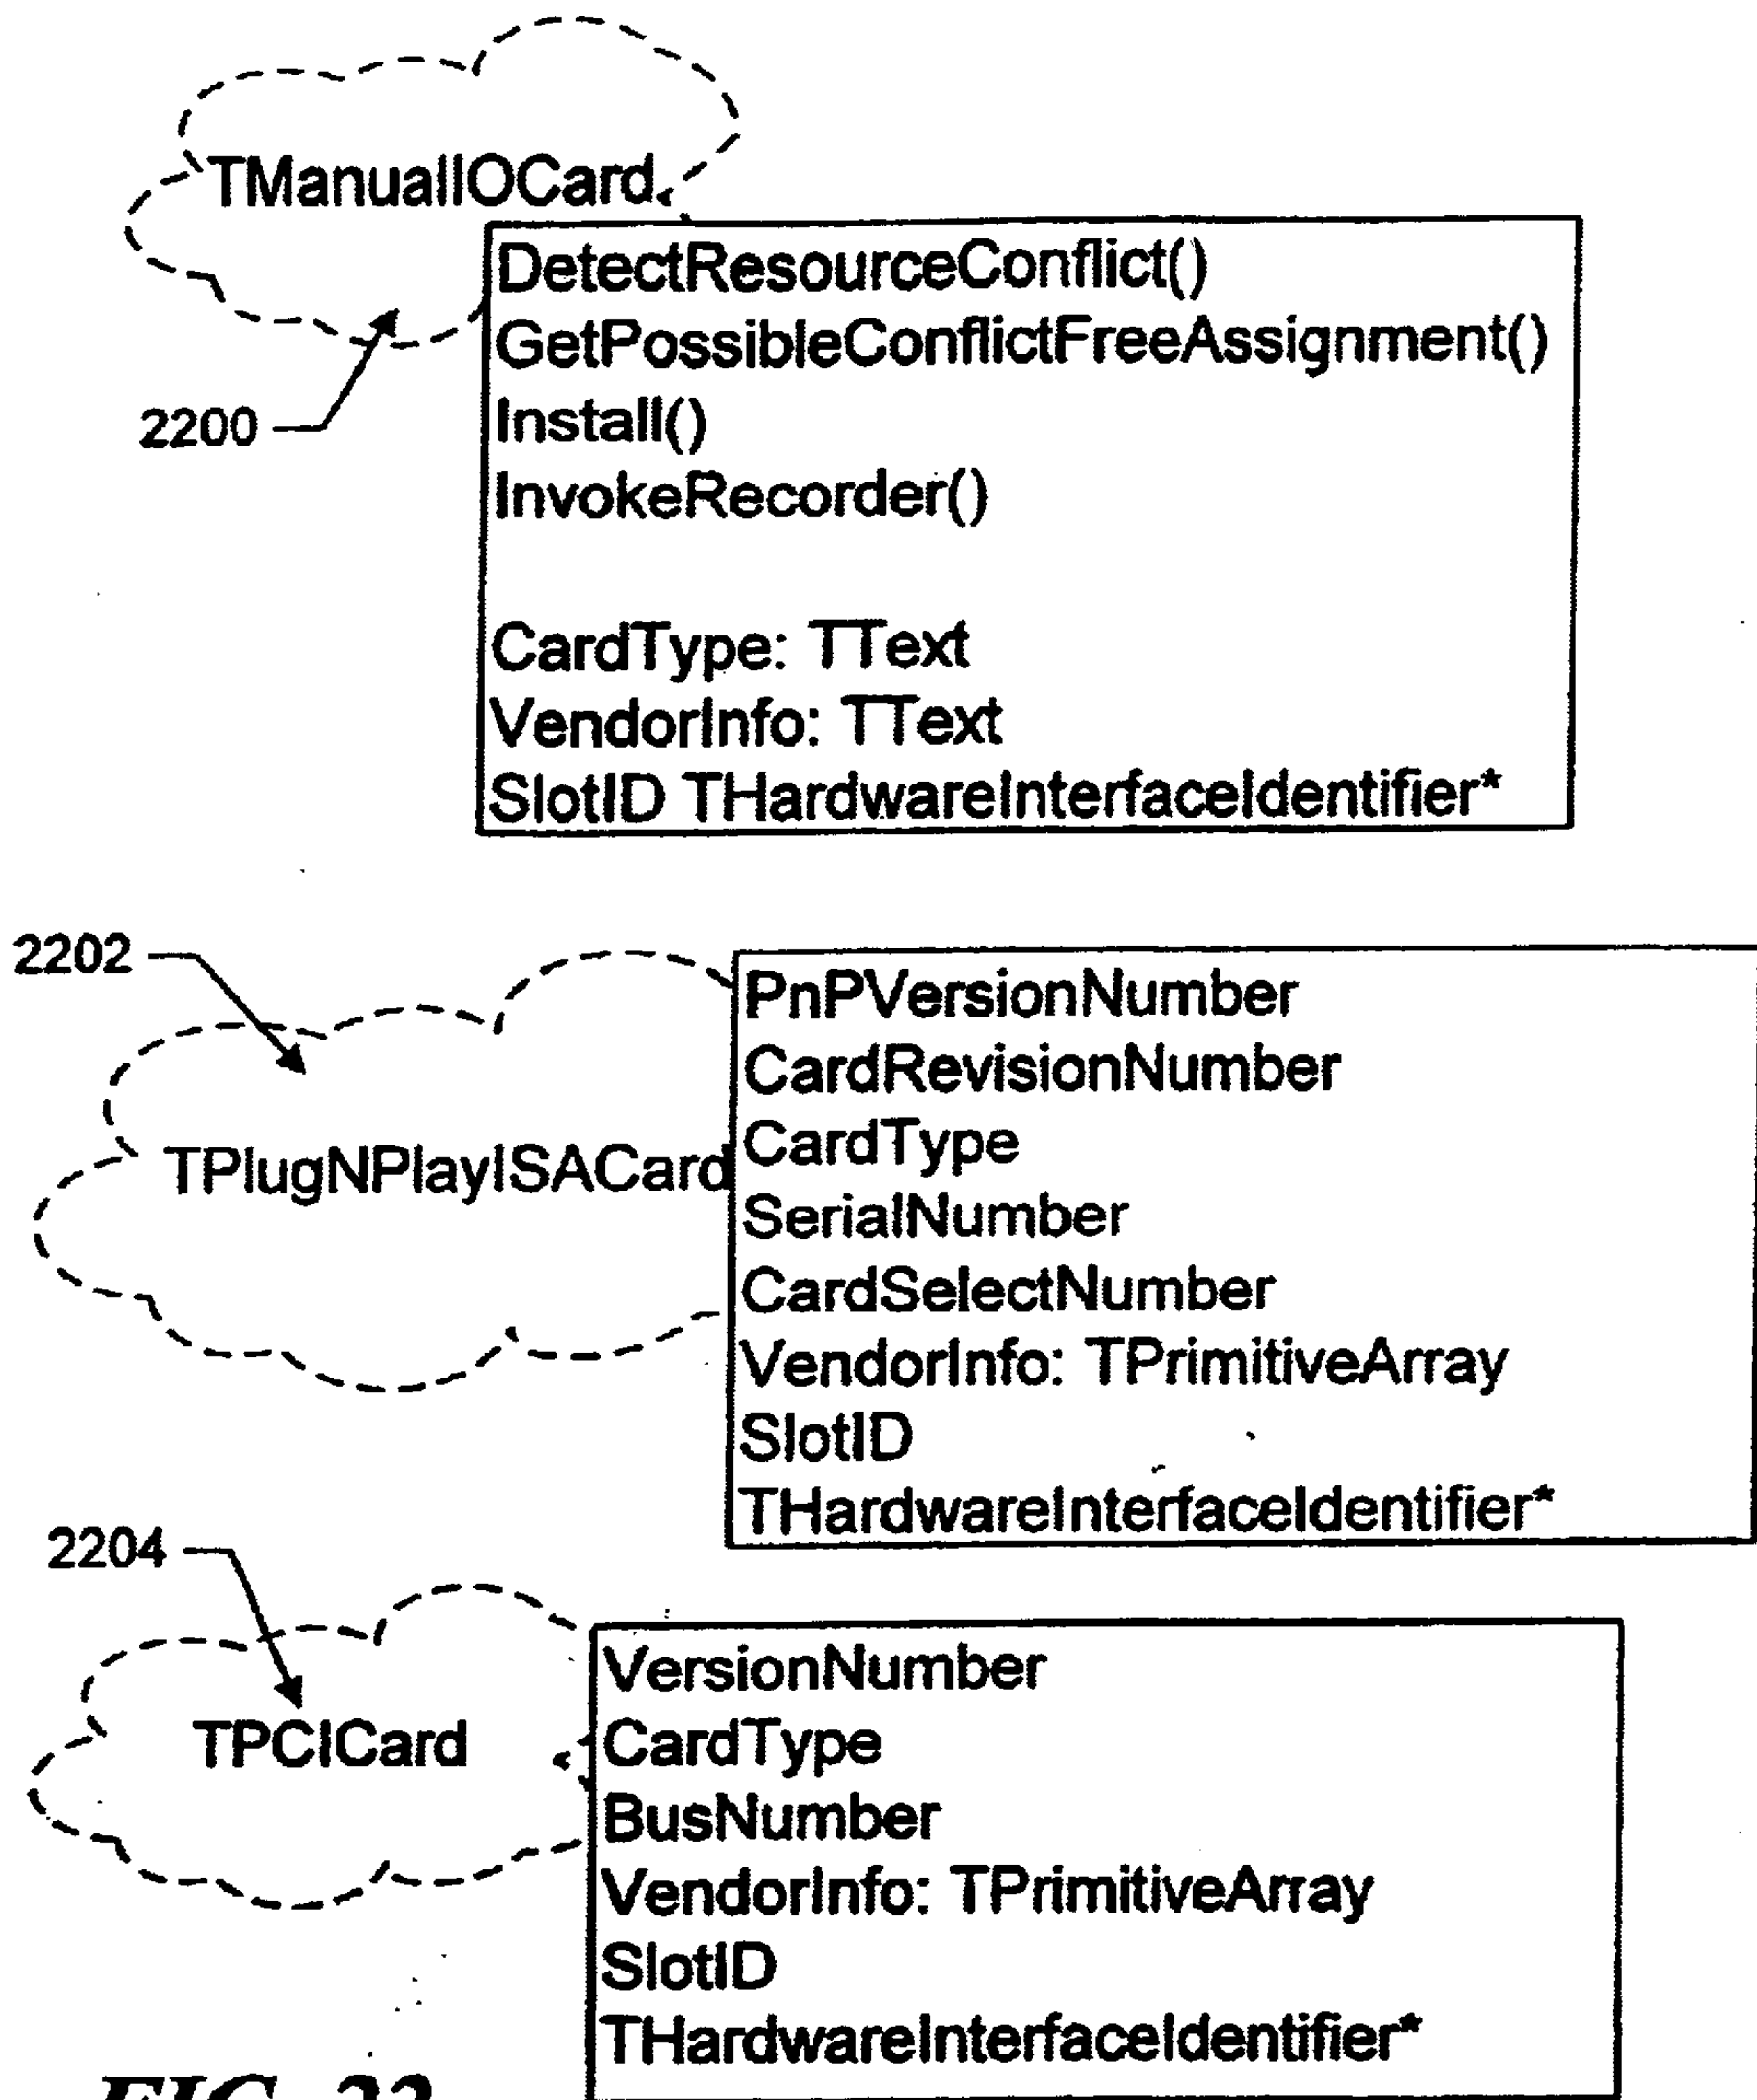 TManualIOCard
DetectResourceConflict()
GetPossibleConflictFreeAssignment()
Install()
InvokeRecorder()
2200
CardType: TText
VendorInfo: TText
SlotID THardwareInterfaceIdentifier*
2202
TPlugNPlayISACard
PnPVersionNumber
CardRevisionNumber
CardType
SerialNumber
CardSelectNumber
VendorInfo: TPrimitiveArray
SlotID
THardwareInterfaceIdentifier*
2204
TPCICard
VersionNumber
CardType
BusNumber
VendorInfo: TPrimitiveArray
SlotID
THardwareInterfaceIdentifier*
FIG.